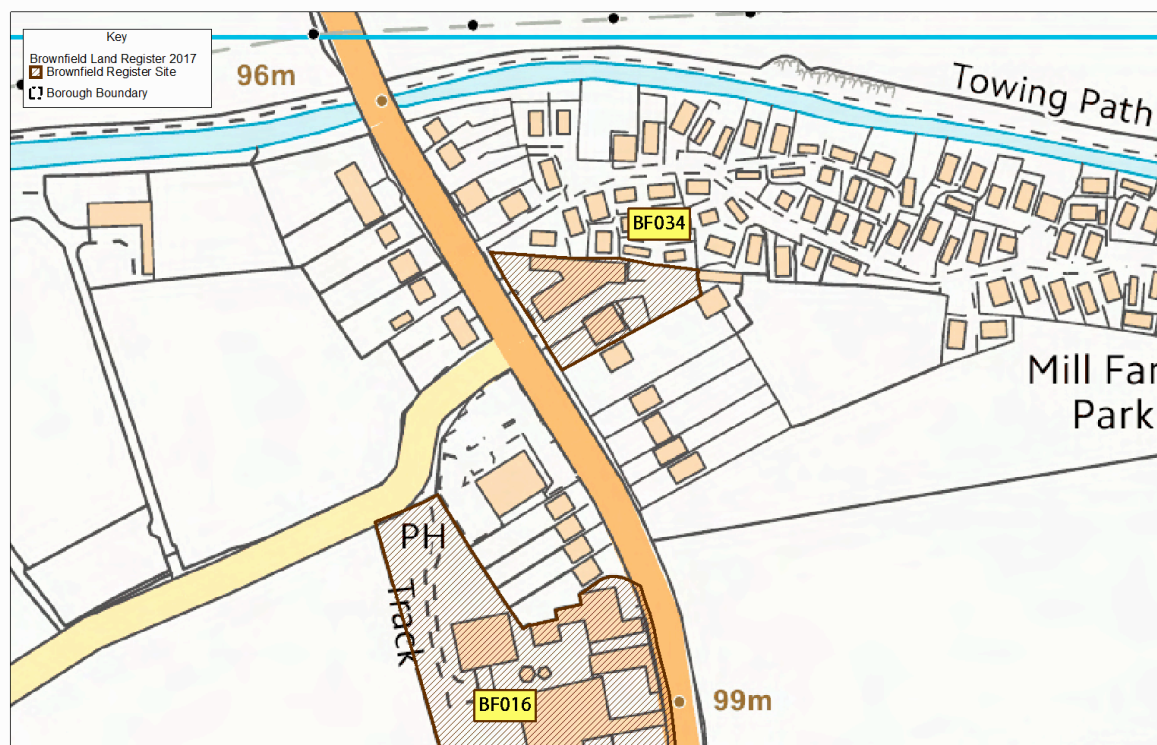 Key
Brownfield Land Register 2017
Brownfield Register Site
Borough Boundary
96m
Towing Path
BF034
Mill Far
Park
PH
Track
BF016
99m